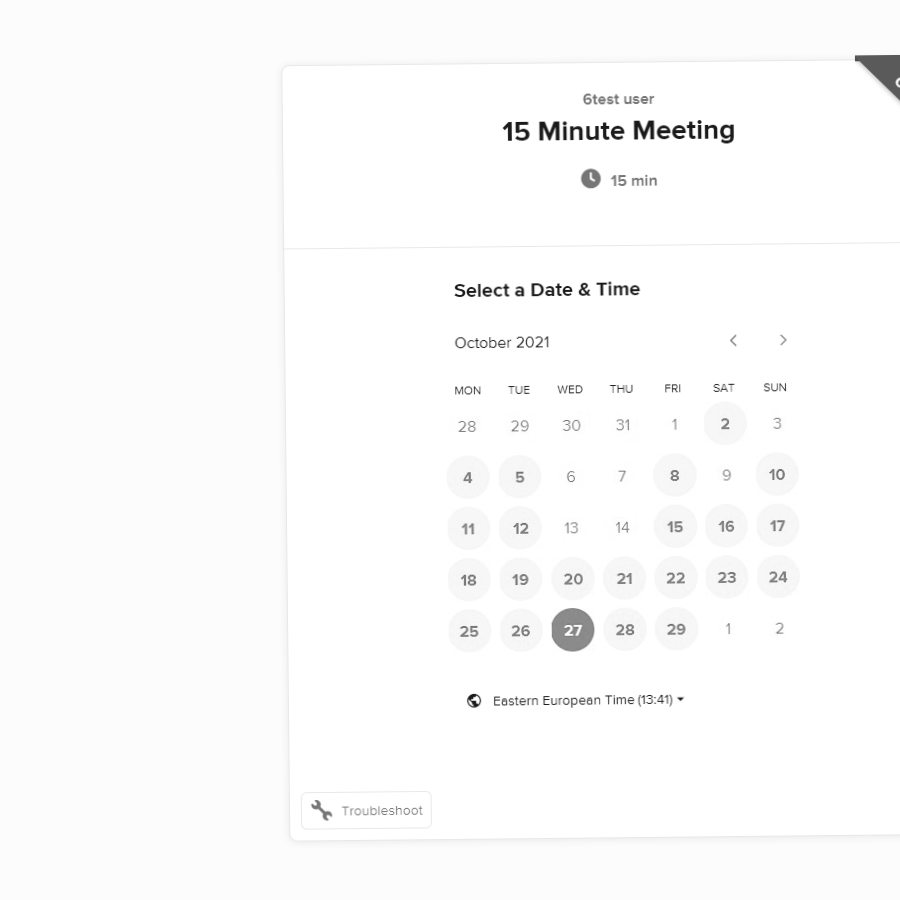 6test user
15 Minute Meeting
15 min
Select a Date & Time
October 2021
MON TUE WED THU FRI SAT SUN
28 29 30 31 1 2 3
4 5 6 7 8 9 10
11 12 13 14 15 16 17
18 19 20 21 22 23 24
25 26 27 28 29 1 2
Eastern European Time (13:41)
Troubleshoot